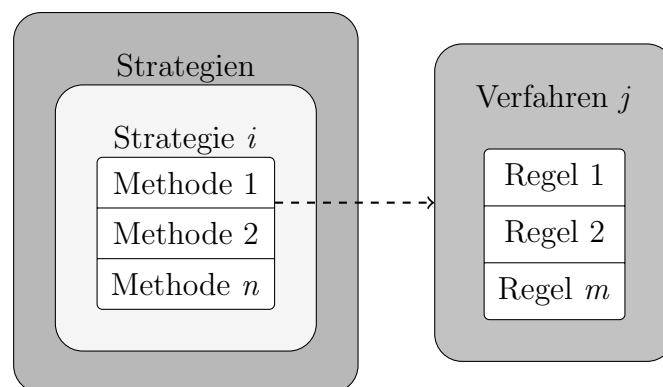 Strategien
Strategie i
Methode 1
Methode 2
Methode n
Verfahren j
Regel 1
Regel 2
Regel m